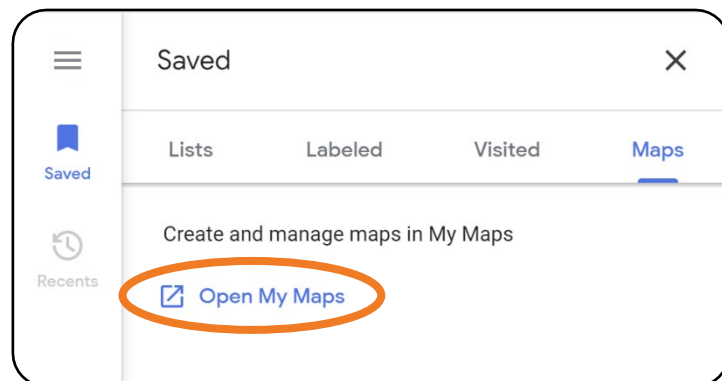 Saved
Lists Labeled Visited Maps
Saved
Create and manage maps in My Maps
Recents
Open My Maps